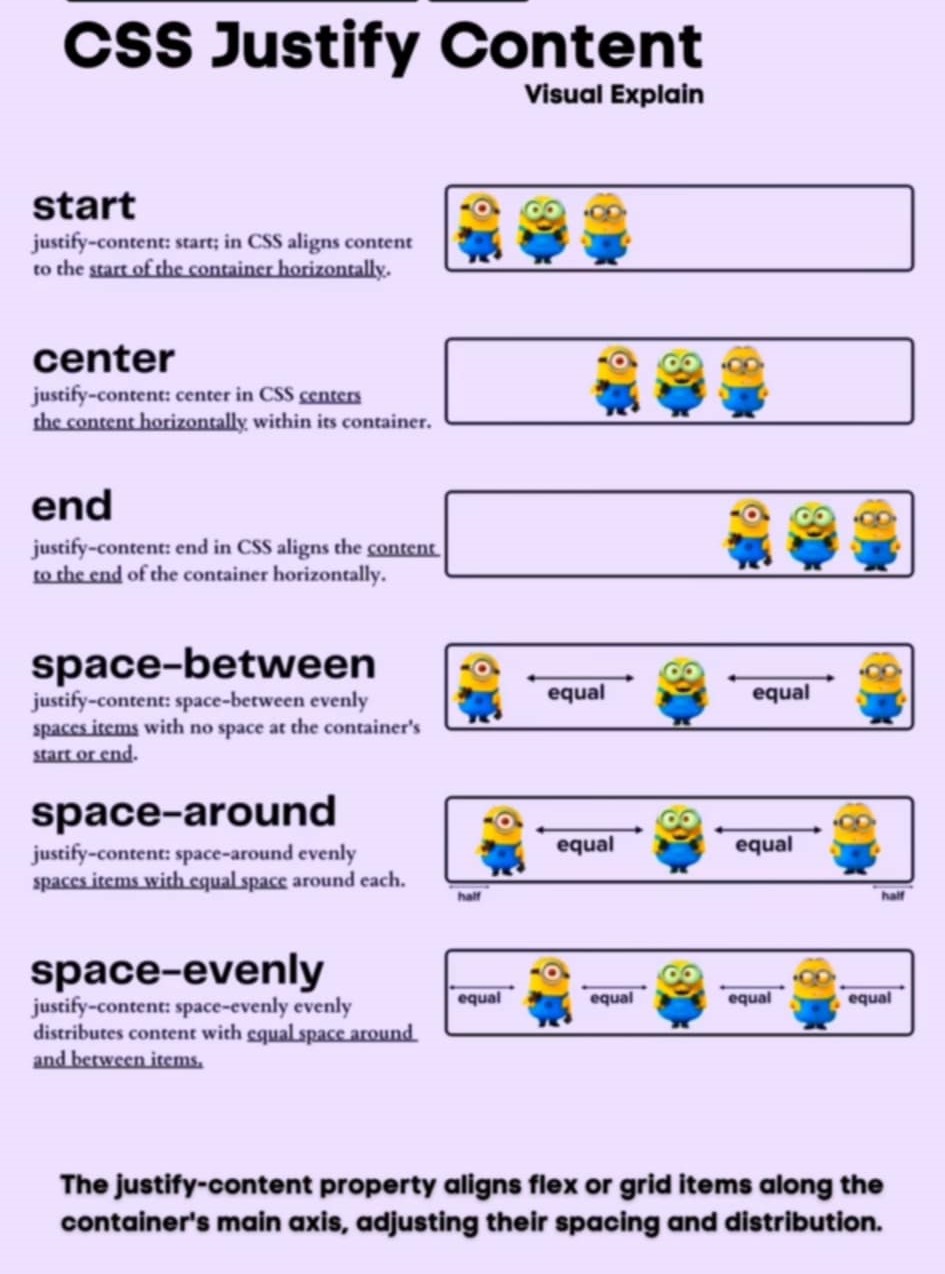 CSS Justify Content
Visual Explain
start
justify-content: start; in CSS aligns content
to the start of the container horizontally.
center
justify-content: center in CSS centers
the content horizontally within its container.
end
justify-content: end in CSS aligns the content
to the end of the container horizontally.
space-between
justify-content: space-between evenly
spaces items with no space at the container's
start or end.
equal equal
space-around
justify-content: space-around evenly
spaces items with equal space around each.
equal equal
half half
space-evenly
justify-content: space-evenly evenly
distributes content with equal space around
and between items.
equal equal equal equal
The justify-content property aligns flex or grid items along the
container's main axis, adjusting their spacing and distribution.